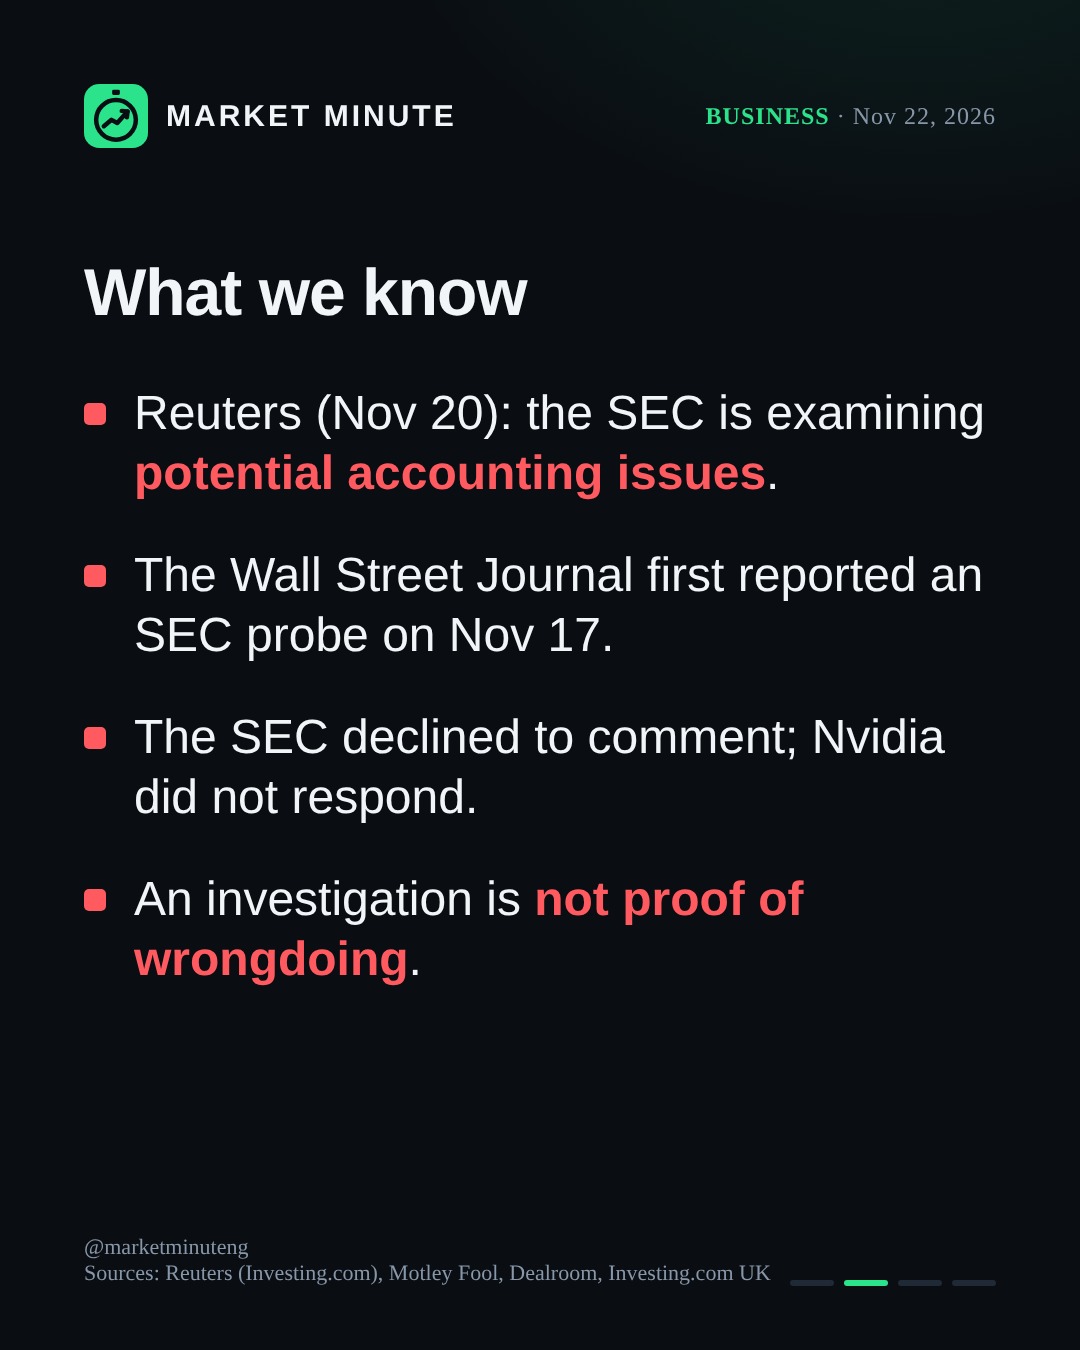 MARKET MINUTE
BUSINESS · Nov 22, 2026
What we know
Reuters (Nov 20): the SEC is examining
potential accounting issues.
The Wall Street Journal first reported an
SEC probe on Nov 17.
The SEC declined to comment; Nvidia
did not respond.
An investigation is not proof of
wrongdoing.
@marketminuteng
Sources: Reuters (Investing.com), Motley Fool, Dealroom, Investing.com UK